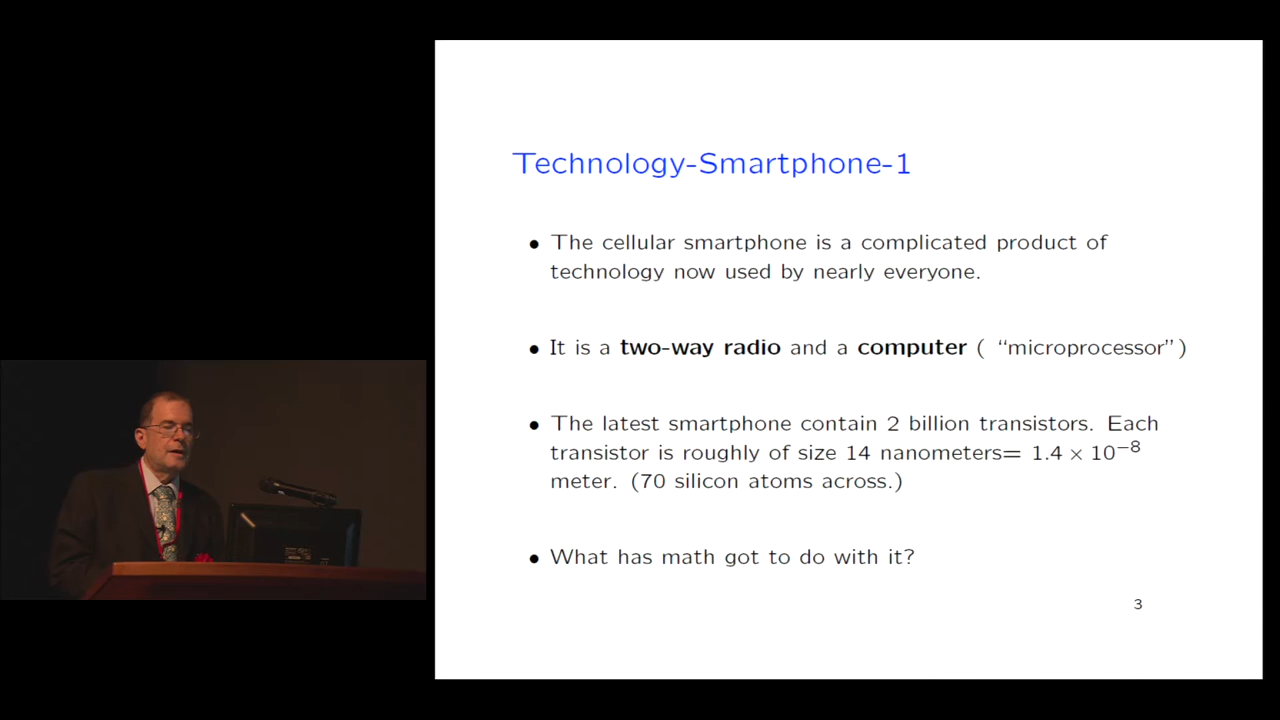 Technology-Smartphone-1
• The cellular smartphone is a complicated product of
technology now used by nearly everyone.
• It is a two-way radio and a computer ( “microprocessor” )
• The latest smartphone contain 2 billion transistors. Each
transistor is roughly of size 14 nanometers= 1.4 × 10⁻⁸
meter. (70 silicon atoms across.)
• What has math got to do with it?
3